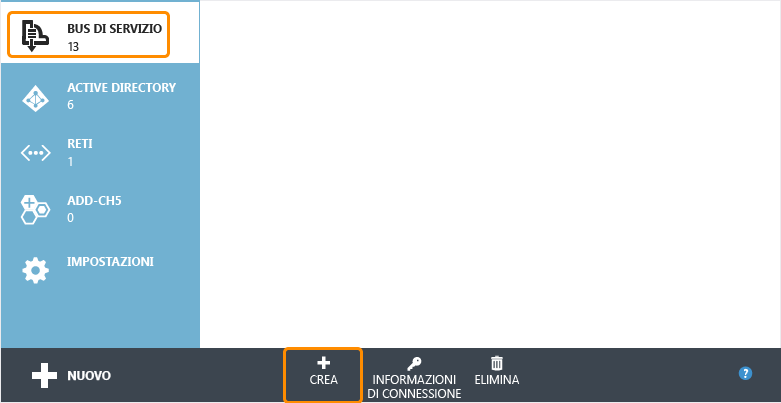 BUS DI SERVIZIO
13
ACTIVE DIRECTORY
6
RETI
1
ADD-CH5
0
IMPOSTAZIONI
NUOVO
CREA
INFORMAZIONI
DI CONNESSIONE
ELIMINA
?